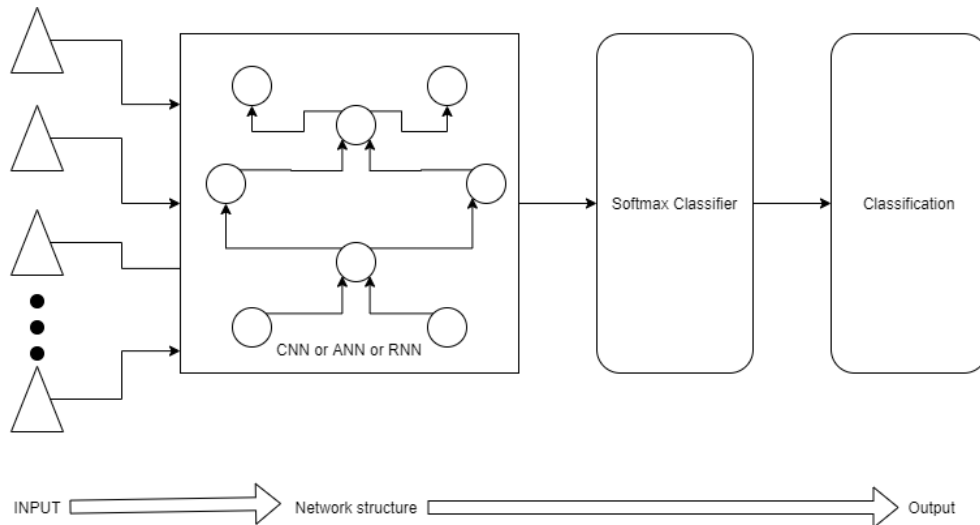 Softmax Classifier
Classification
CNN or ANN or RNN
INPUT
Network structure
Output